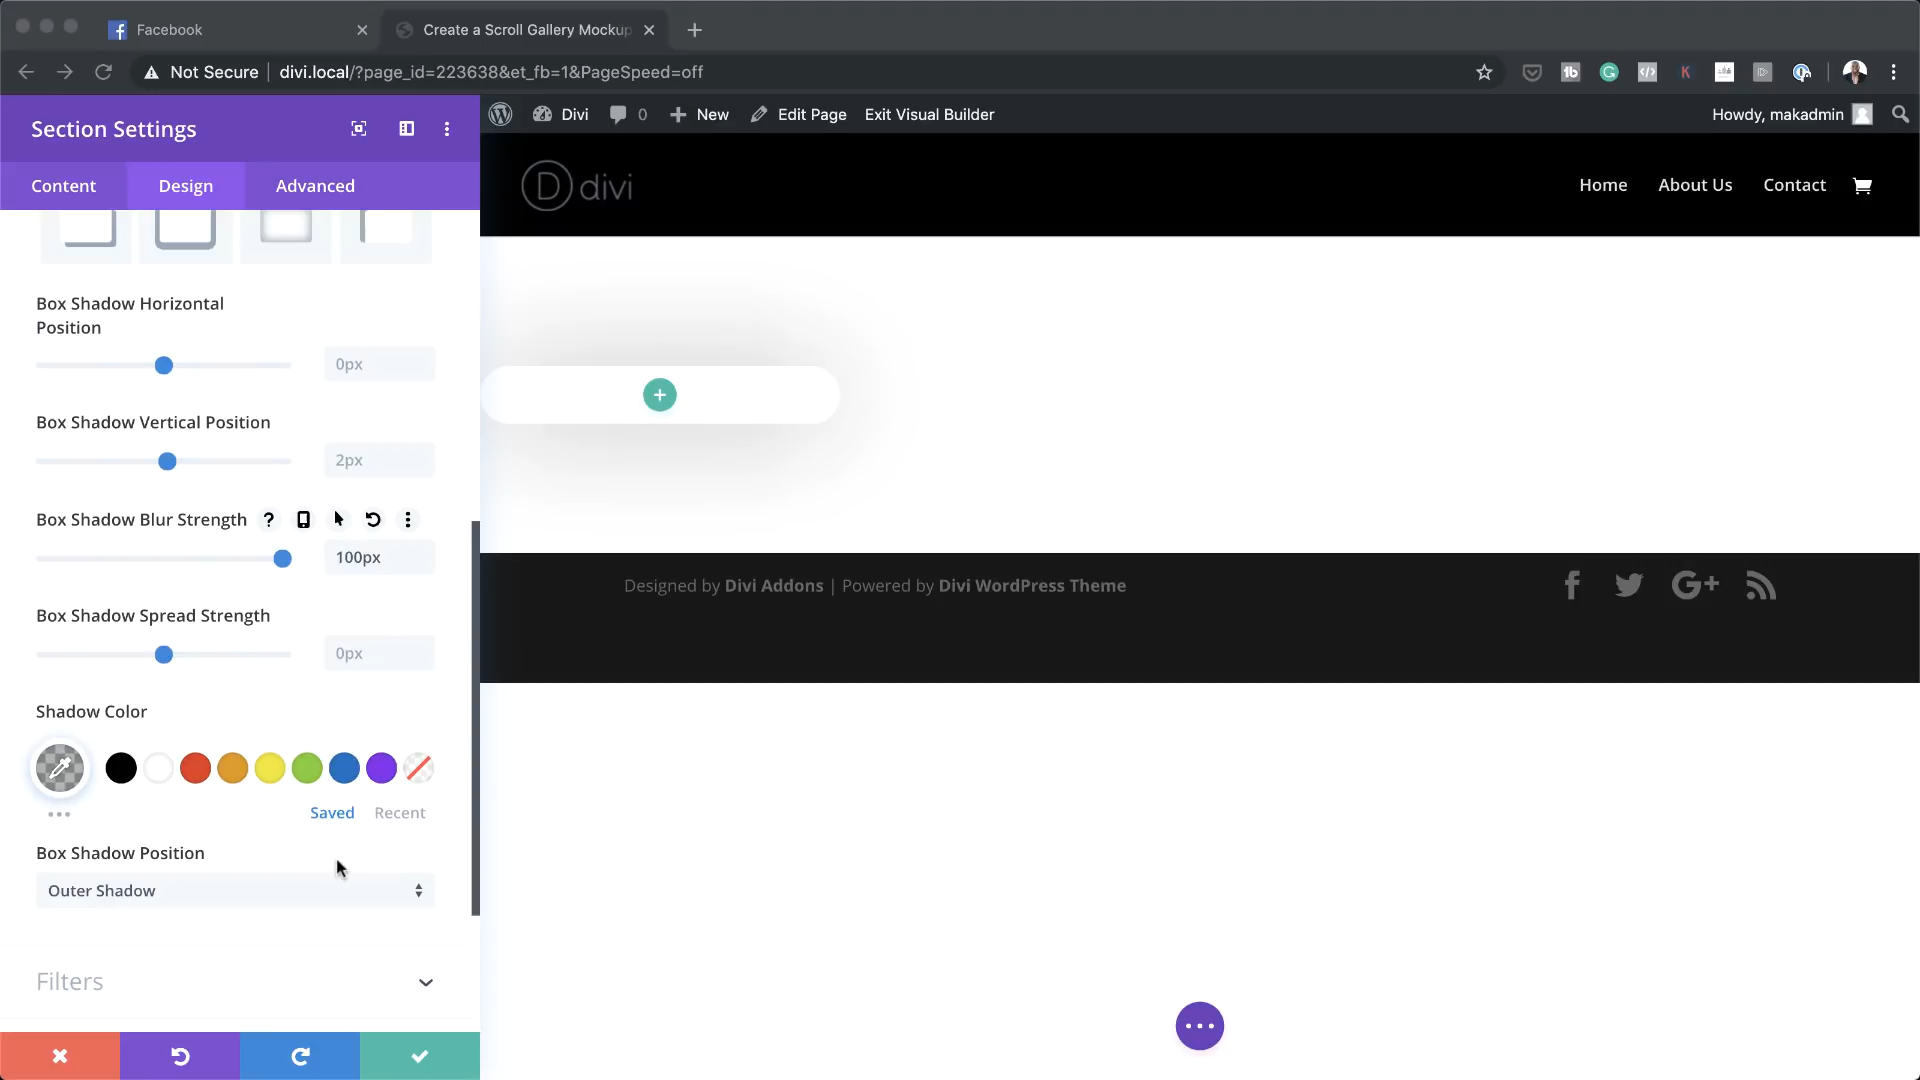 Facebook
Create a Scroll Gallery Mockup
Not Secure
divi.local/?page_id=223638&et_fb=1&PageSpeed=off
Section Settings
Divi
0
New
Edit Page
Exit Visual Builder
Howdy, makadmin
Content
Design
Advanced
divi
Home
About Us
Contact
Box Shadow Horizontal
Position
0px
Box Shadow Vertical Position
2px
Box Shadow Blur Strength
100px
Box Shadow Spread Strength
0px
Shadow Color
Saved
Recent
Box Shadow Position
Outer Shadow
Filters
Designed by Divi Addons | Powered by Divi WordPress Theme